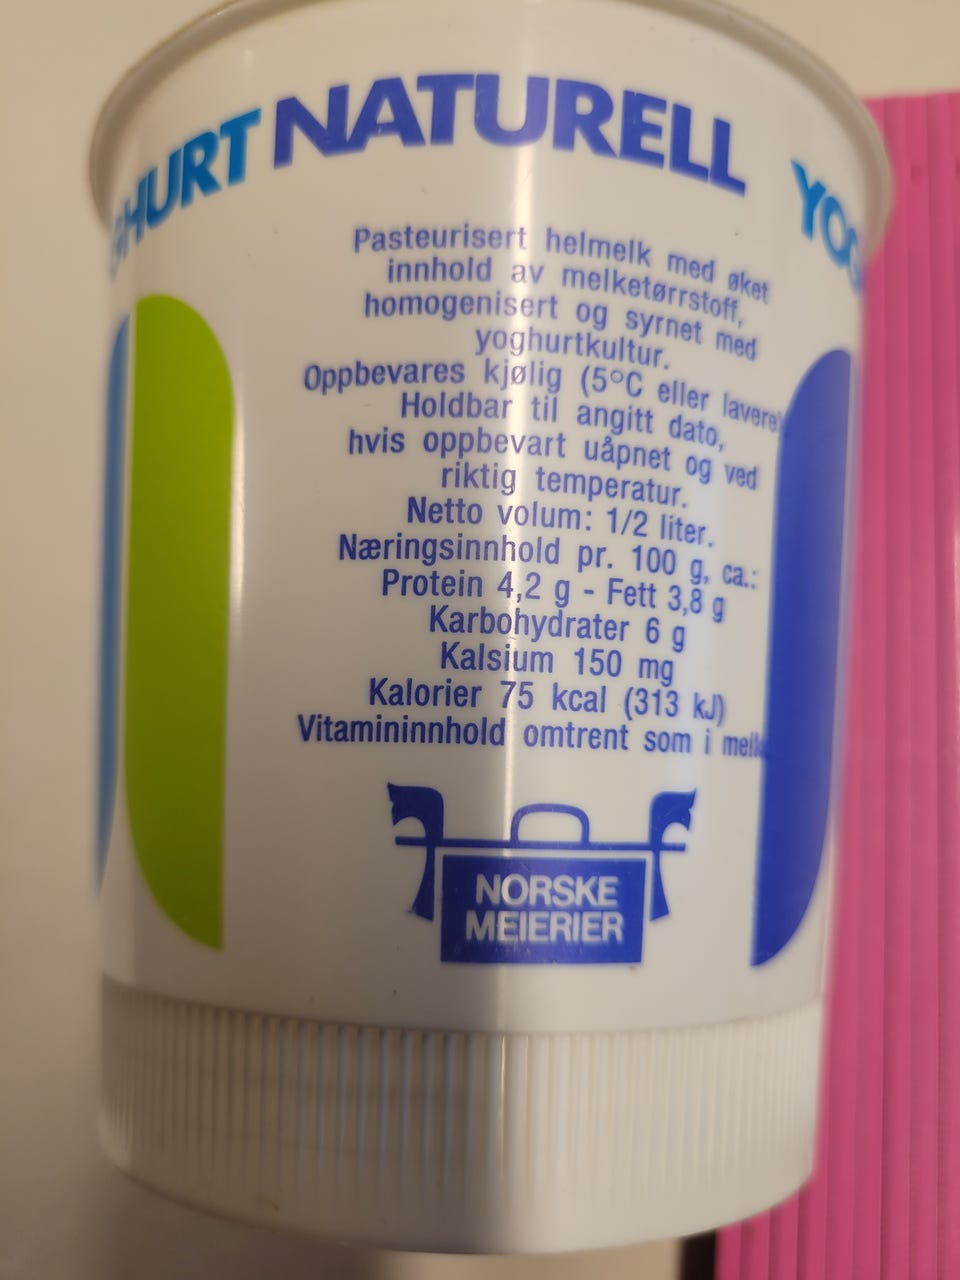 GHURT NATURELL YOG
Pasteurisert helmelk med øket
innhold av melketørrstoff,
homogenisert og syrnet med
yoghurtkultur.
Oppbevares kjølig (5°C eller lavere)
Holdbar til angitt dato,
hvis oppbevart uåpnet og ved
riktig temperatur.
Netto volum: 1/2 liter.
Næringsinnhold pr. 100 g, ca.:
Protein 4,2 g - Fett 3,8 g
Karbohydrater 6 g
Kalsium 150 mg
Kalorier 75 kcal (313 kJ)
Vitamininnhold omtrent som i melk
NORSKE
MEIERIER